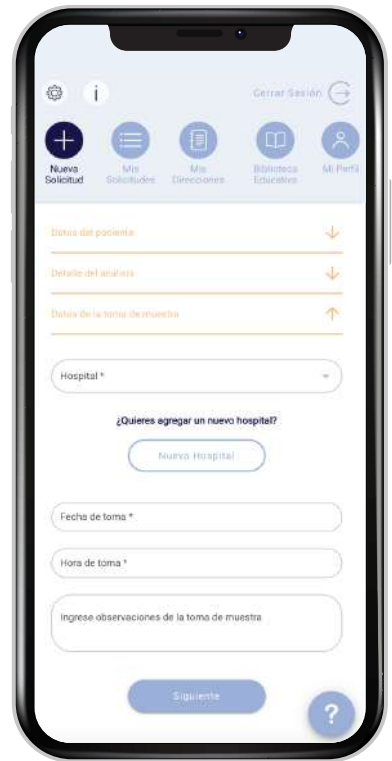 i
Cerrar Sesión
Nueva Solicitud
Mis Solicitudes
Mis Direcciones
Biblioteca Educativa
Mi Perfil
Datos del paciente
Detalle del análisis
Datos de la toma de muestra
Hospital *
¿Quieres agregar un nuevo hospital?
Nuevo Hospital
Fecha de toma *
Hora de toma *
Ingrese observaciones de la toma de muestra
Siguiente
?